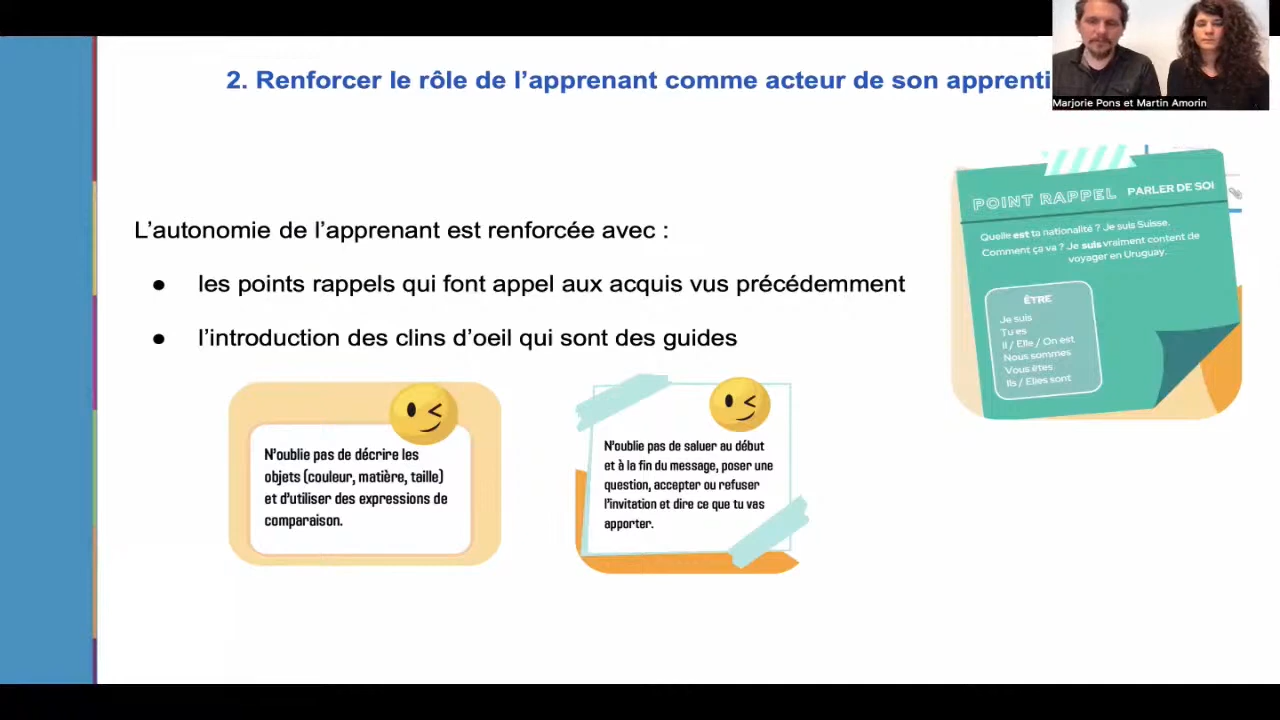 2. Renforcer le rôle de l’apprenant comme acteur de son apprenti
Marjorie Pons et Martin Amorin
L’autonomie de l’apprenant est renforcée avec :
● les points rappels qui font appel aux acquis vus précédemment
● l’introduction des clins d’oeil qui sont des guides
POINT RAPPEL PARLER DE SOI
Quelle est ta nationalité ? Je suis Suisse.
Comment ça va ? Je suis vraiment content de
voyager en Uruguay.
ÊTRE
Je suis
Tu es
Il / Elle / On est
Nous sommes
Vous êtes
Ils / Elles sont
N’oublie pas de décrire les
objets (couleur, matière, taille)
et d’utiliser des expressions de
comparaison.
N’oublie pas de saluer au début
et à la fin du message, poser une
question, accepter ou refuser
l’invitation et dire ce que tu vas
apporter.